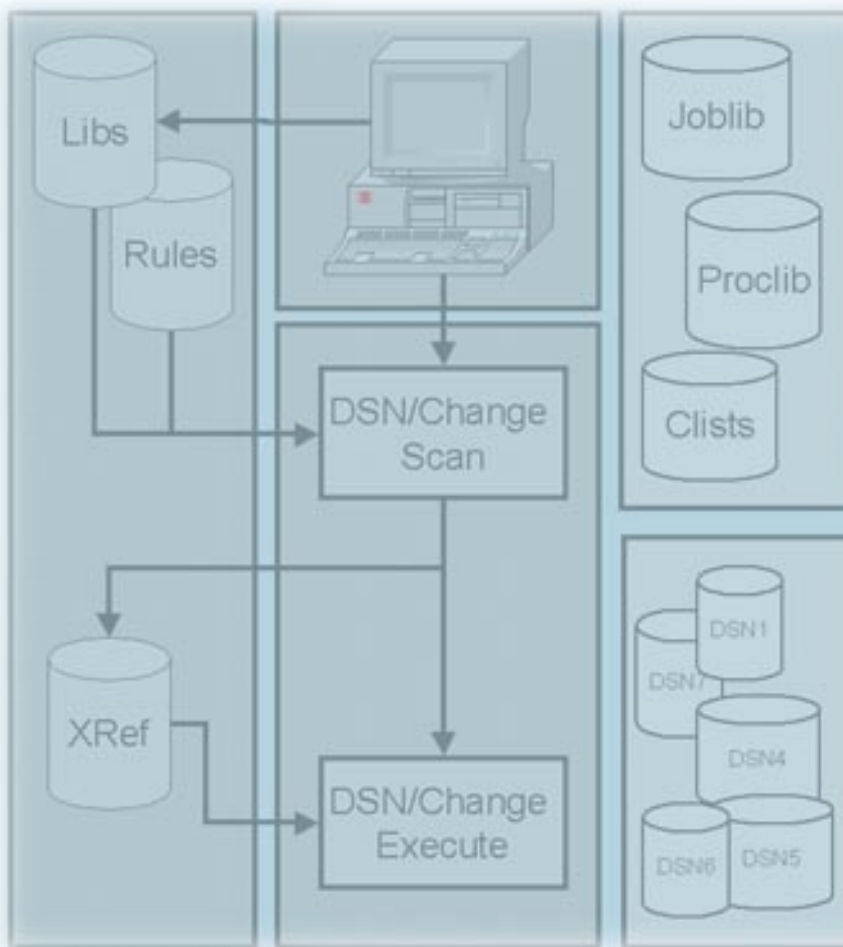 Libs
Rules
Joblib
Proclib
Clists
DSN/Change
Scan
XRef
DSN/Change
Execute
DSN1
DSN7
DSN4
DSN6
DSN5